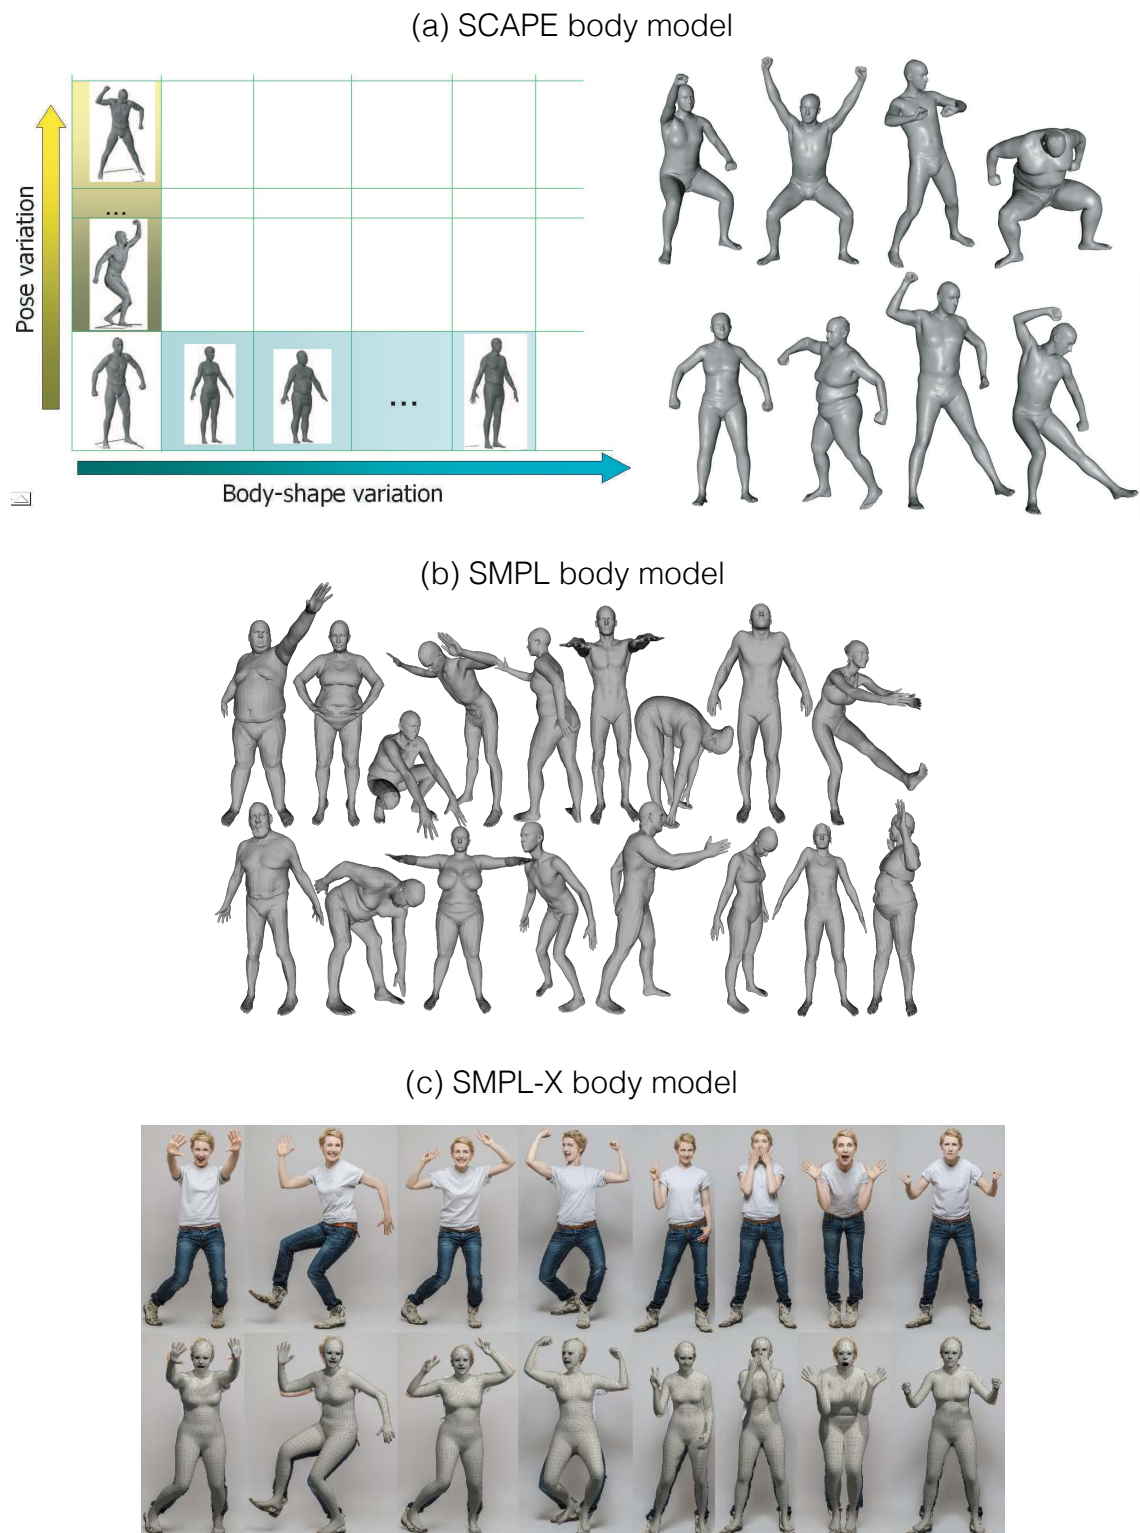 (a) SCAPE body model
Pose variation
...
...
Body-shape variation
(b) SMPL body model
(c) SMPL-X body model